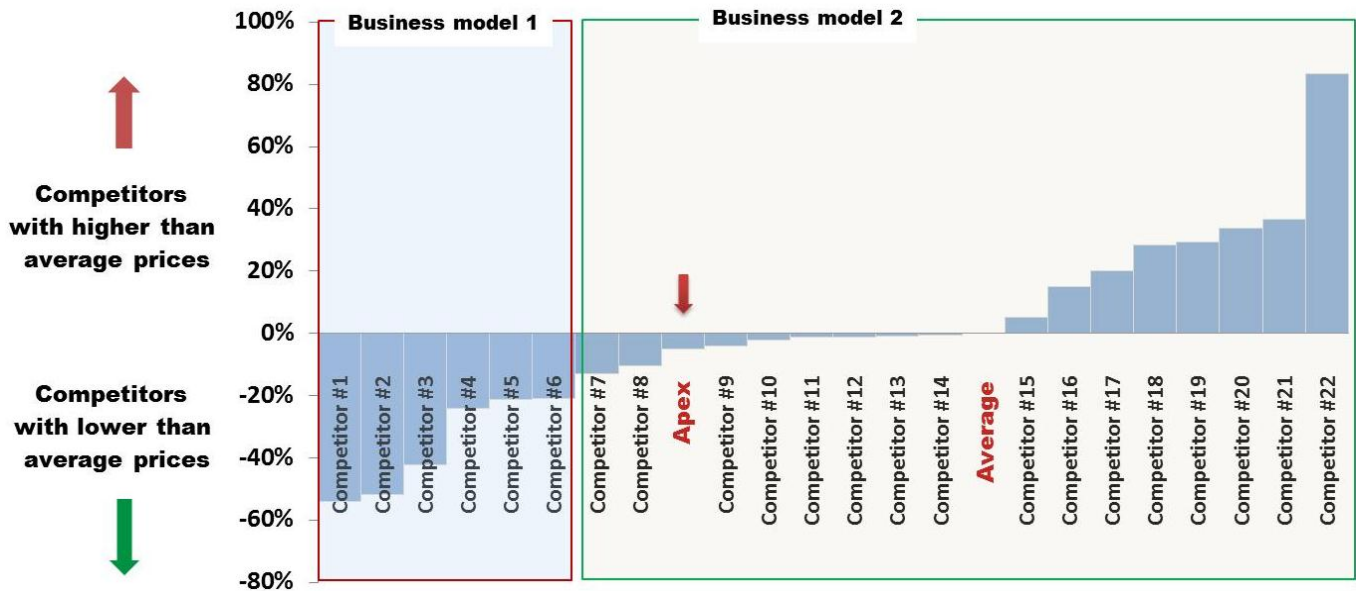 Business model 1
Business model 2
100%
80%
60%
40%
20%
0%
-20%
-40%
-60%
-80%
Competitors
with higher than
average prices
Competitors
with lower than
average prices
Competitor #1
Competitor #2
Competitor #3
Competitor #4
Competitor #5
Competitor #6
Competitor #7
Competitor #8
Apex
Competitor #9
Competitor #10
Competitor #11
Competitor #12
Competitor #13
Competitor #14
Average
Competitor #15
Competitor #16
Competitor #17
Competitor #18
Competitor #19
Competitor #20
Competitor #21
Competitor #22